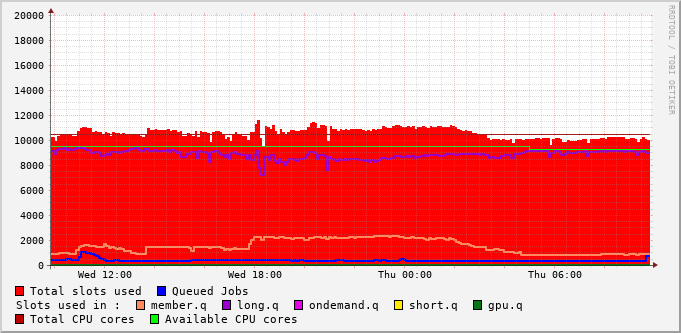 20000
18000
16000
14000
12000
10000
8000
6000
4000
2000
0
Wed 12:00 Wed 18:00 Thu 00:00 Thu 06:00
RRDTOOL / TOBI OETIKER
Total slots used Queued Jobs
Slots used in : member.q long.q ondemand.q short.q gpu.q
Total CPU cores Available CPU cores